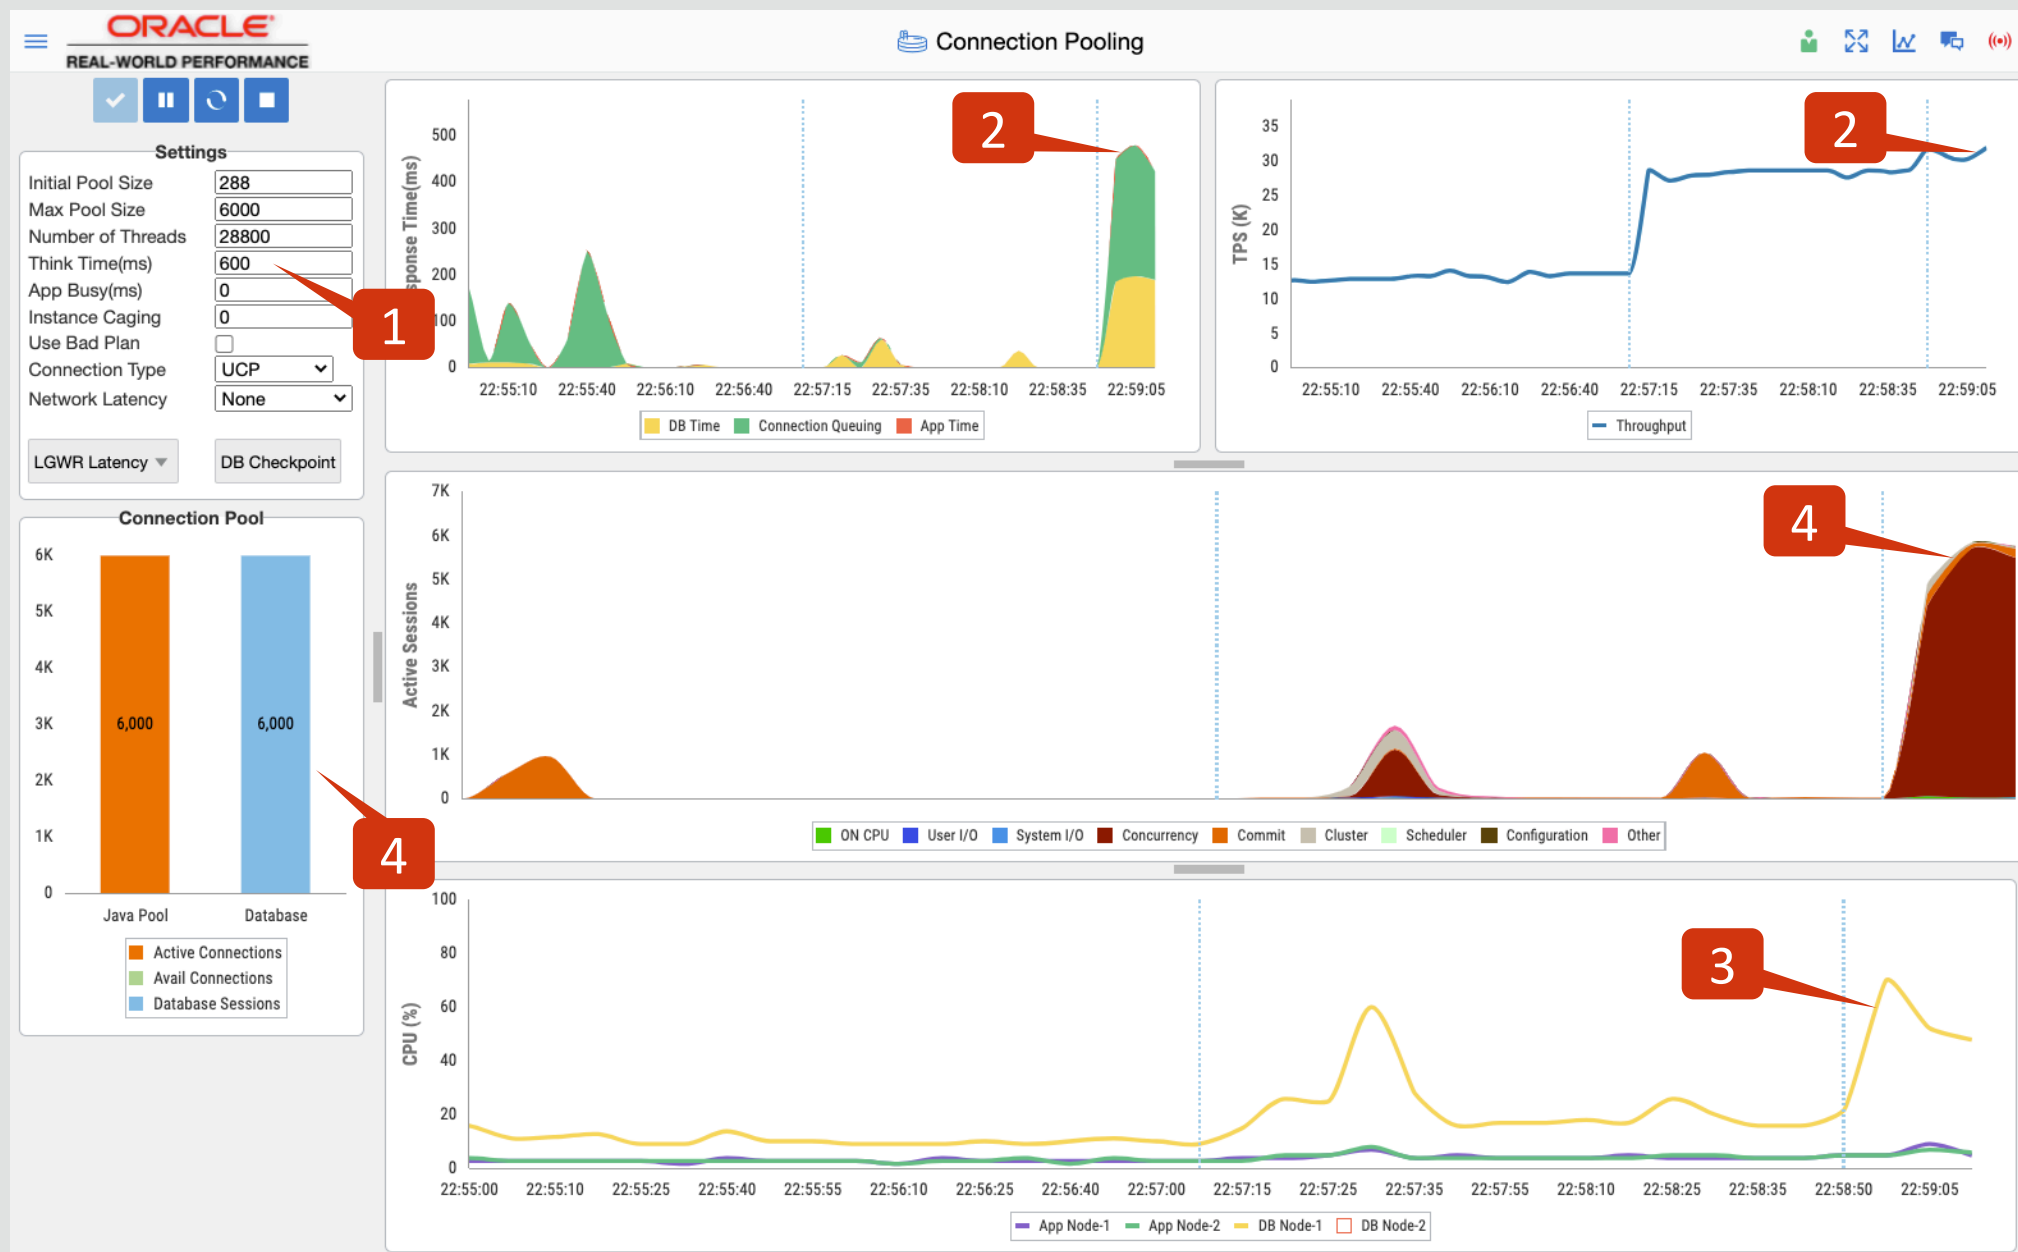 ORACLE
REAL-WORLD PERFORMANCE
Connection Pooling
Settings
Initial Pool Size 288
Max Pool Size 6000
Number of Threads 28800
Think Time(ms) 600
App Busy(ms) 0
Instance Caging 0
Use Bad Plan
Connection Type UCP
Network Latency None
LGWR Latency DB Checkpoint
1
Connection Pool
6K
5K
4K
3K
2K
1K
0
6,000 6,000
Java Pool Database
Active Connections
Avail Connections
Database Sessions
4
sponse Time(ms)
500
400
300
200
100
0
2
22:55:10 22:55:40 22:56:10 22:56:40 22:57:15 22:57:35 22:58:10 22:58:35 22:59:05
DB Time Connection Queuing App Time
TPS (K)
35
30
25
20
15
10
5
0
2
22:55:10 22:55:40 22:56:10 22:56:40 22:57:15 22:57:35 22:58:10 22:58:35 22:59:05
Throughput
Active Sessions
7K
6K
5K
4K
3K
2K
1K
0
4
ON CPU User I/O System I/O Concurrency Commit Cluster Scheduler Configuration Other
CPU (%)
100
80
60
40
20
0
3
22:55:00 22:55:10 22:55:25 22:55:40 22:55:55 22:56:10 22:56:25 22:56:40 22:57:00 22:57:15 22:57:25 22:57:35 22:57:55 22:58:10 22:58:25 22:58:35 22:58:50 22:59:05
App Node-1 App Node-2 DB Node-1 DB Node-2